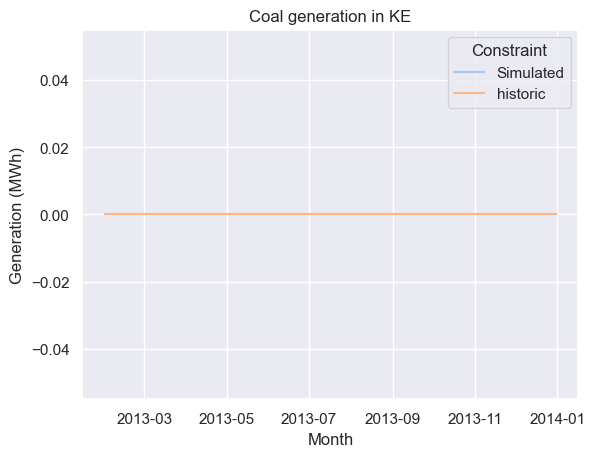 Coal generation in KE
Constraint
Simulated
historic
Generation (MWh)
0.04
0.02
0.00
−0.02
−0.04
2013-03 2013-05 2013-07 2013-09 2013-11 2014-01
Month